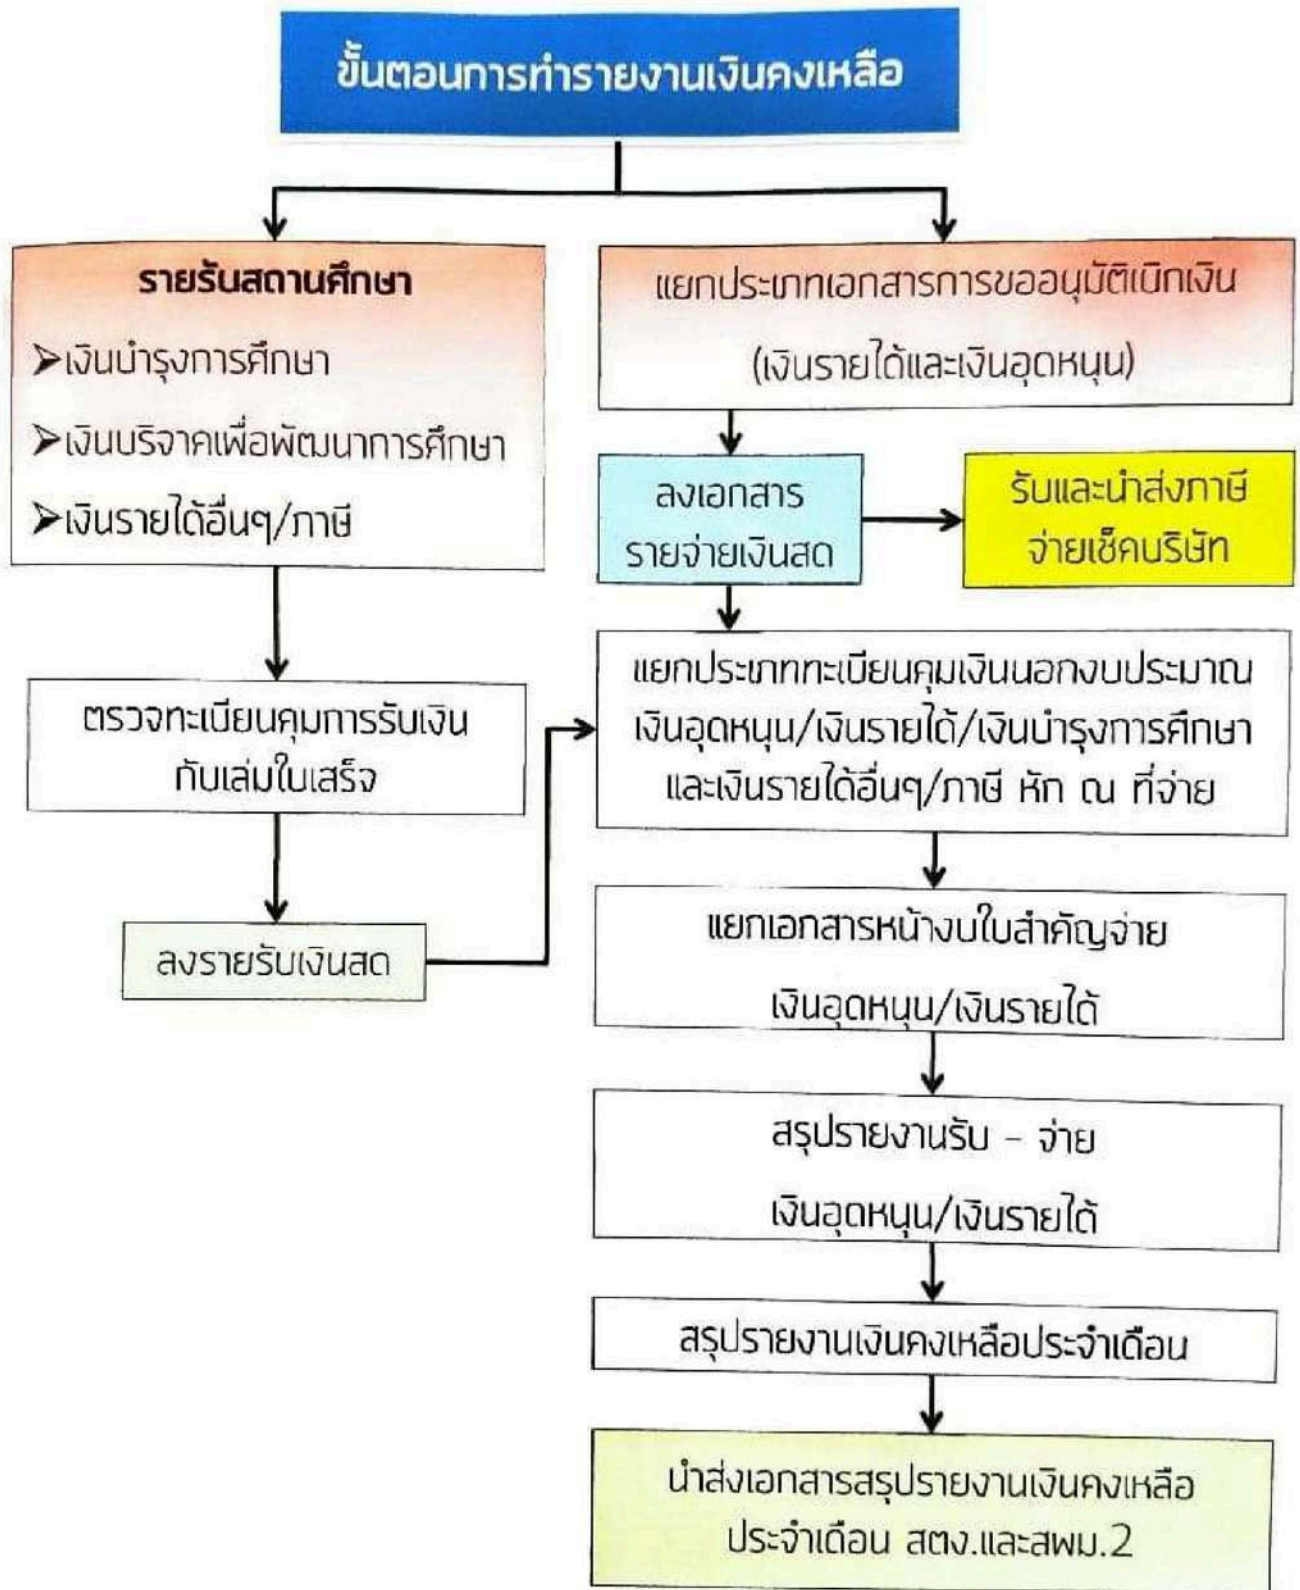 ขั้นตอนการทำรายงานเงินคงเหลือ
รายรับสถานศึกษา
➢เงินบำรุงการศึกษา
➢เงินบริจาคเพื่อพัฒนาการศึกษา
➢เงินรายได้อื่นๆ/ภาษี
ตรวจทะเบียนคุมการรับเงิน
กับเล่มใบเสร็จ
ลงรายรับเงินสด
แยกประเภทเอกสารการขออนุมัติเบิกเงิน
(เงินรายได้และเงินอุดหนุน)
ลงเอกสาร
รายจ่ายเงินสด
รับและนำส่งภาษี
จ่ายเช็คบริษัท
แยกประเภททะเบียนคุมเงินนอกงบประมาณ
เงินอุดหนุน/เงินรายได้/เงินบำรุงการศึกษา
และเงินรายได้อื่นๆ/ภาษี หัก ณ ที่จ่าย
แยกเอกสารหน้างบใบสำคัญจ่าย
เงินอุดหนุน/เงินรายได้
สรุปรายงานรับ - จ่าย
เงินอุดหนุน/เงินรายได้
สรุปรายงานเงินคงเหลือประจำเดือน
นำส่งเอกสารสรุปรายงานเงินคงเหลือ
ประจำเดือน สตง.และสพม.2